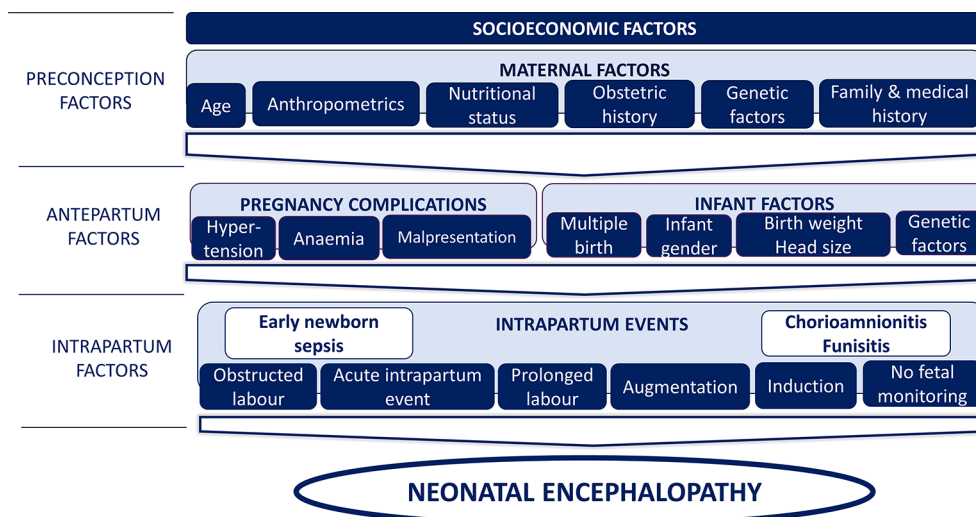 SOCIOECONOMIC FACTORS
PRECONCEPTION
FACTORS
MATERNAL FACTORS
Age
Anthropometrics
Nutritional
status
Obstetric
history
Genetic
factors
Family & medical
history
ANTEPARTUM
FACTORS
PREGNANCY COMPLICATIONS
Hyper-
tension
Anaemia
Malpresentation
INFANT FACTORS
Multiple
birth
Infant
gender
Birth weight
Head size
Genetic
factors
INTRAPARTUM
FACTORS
Early newborn
sepsis
INTRAPARTUM EVENTS
Chorioamnionitis
Funisitis
Obstructed
labour
Acute intrapartum
event
Prolonged
labour
Augmentation
Induction
No fetal
monitoring
NEONATAL ENCEPHALOPATHY